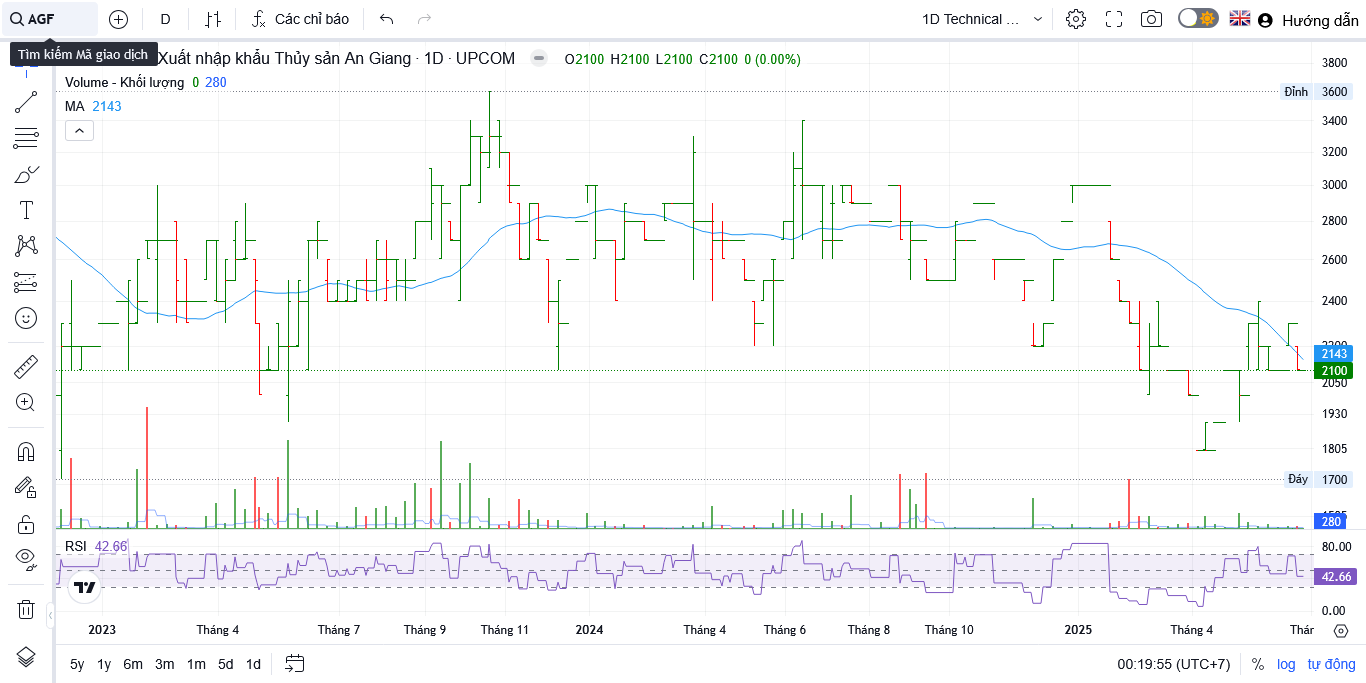 AGF
D
Các chỉ báo
1D Technical ...
Hướng dẫn
Tìm kiếm Mã giao dịch
Xuất nhập khẩu Thủy sản An Giang · 1D · UPCOM
O2100 H2100 L2100 C2100 0 (0.00%)
Volume - Khối lượng 0 280
MA 2143
3800
Đỉnh 3600
3400
3200
3000
2800
2600
2400
2200
2143
2100
2050
1930
1805
Đáy 1700
280
RSI 42.66
80.00
42.66
0.00
2023 Tháng 4 Tháng 7 Tháng 9 Tháng 11 2024 Tháng 4 Tháng 6 Tháng 8 Tháng 10 2025 Tháng 4 Thár
5y 1y 6m 3m 1m 5d 1d
00:19:55 (UTC+7) % log tự động